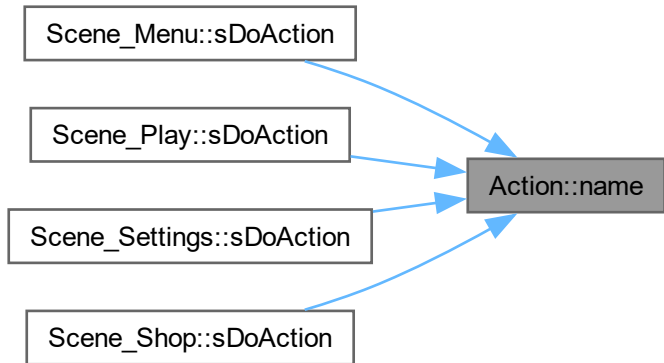 Scene_Menu::sDoAction
Scene_Play::sDoAction
Action::name
Scene_Settings::sDoAction
Scene_Shop::sDoAction